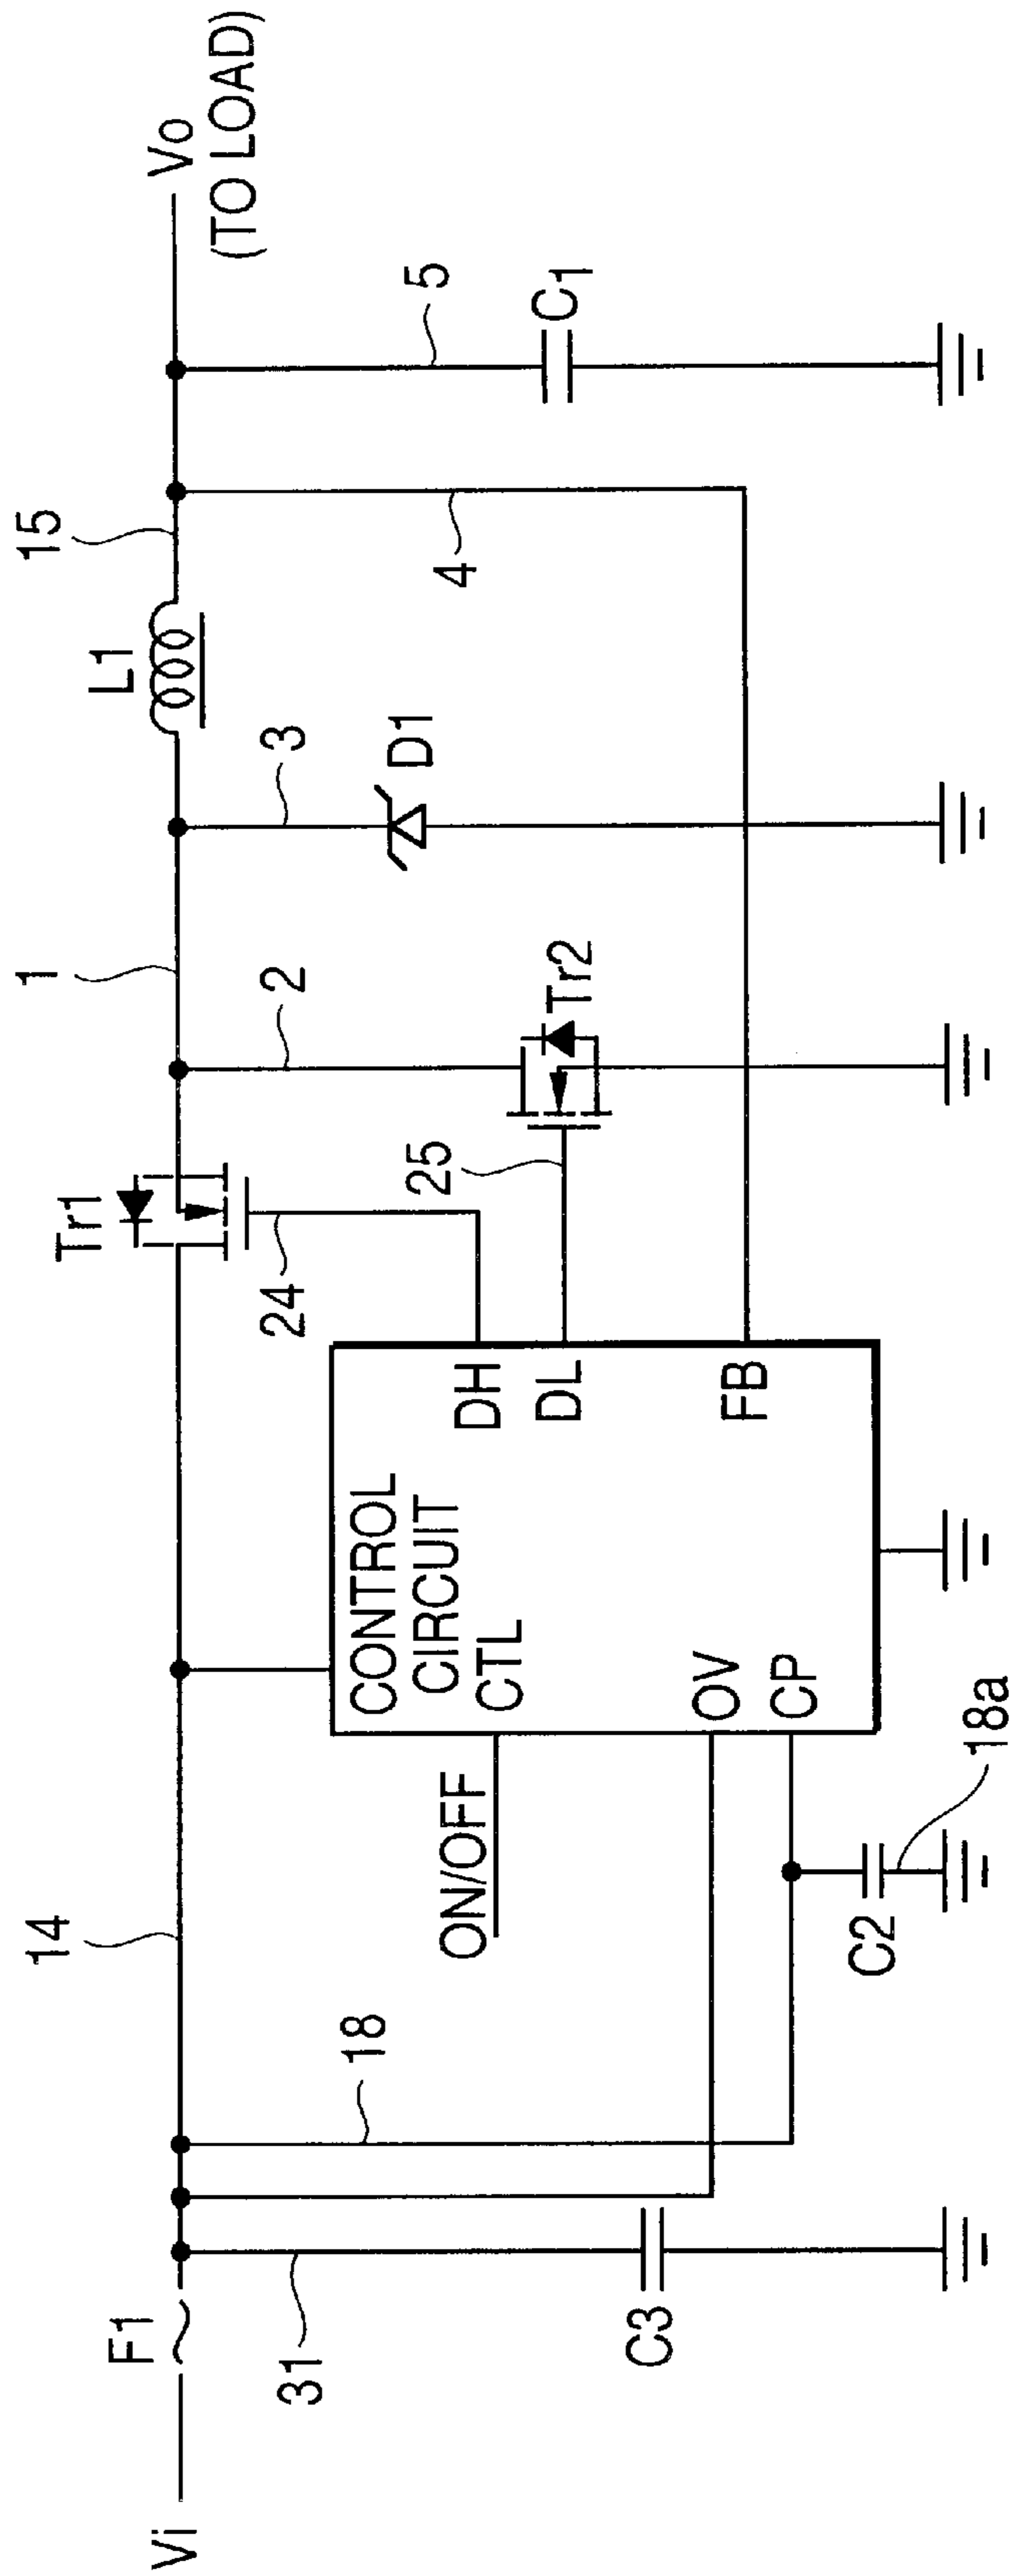 Vi
F1
14
Tr1
1
L1
15
Vo
(TO LOAD)
31
18
24
2
3
4
5
C3
ON/OFF
CONTROL
CIRCUIT
CTL
DH
DL
FB
OV
CP
25
Tr2
D1
C1
C2
18a